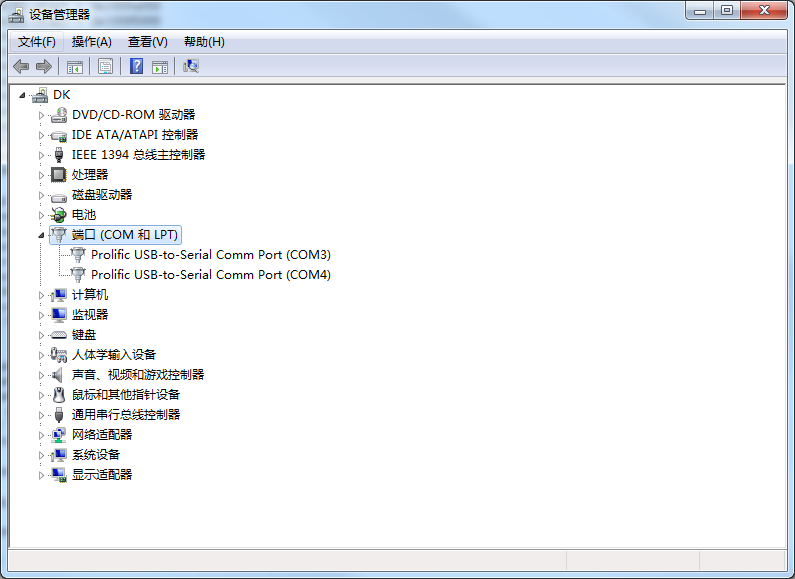 设备管理器
文件(F) 操作(A) 查看(V) 帮助(H)
DK
DVD/CD-ROM 驱动器
IDE ATA/ATAPI 控制器
IEEE 1394 总线主控制器
处理器
磁盘驱动器
电池
端口 (COM 和 LPT)
Prolific USB-to-Serial Comm Port (COM3)
Prolific USB-to-Serial Comm Port (COM4)
计算机
监视器
键盘
人体学输入设备
声音、视频和游戏控制器
鼠标和其他指针设备
通用串行总线控制器
网络适配器
系统设备
显示适配器